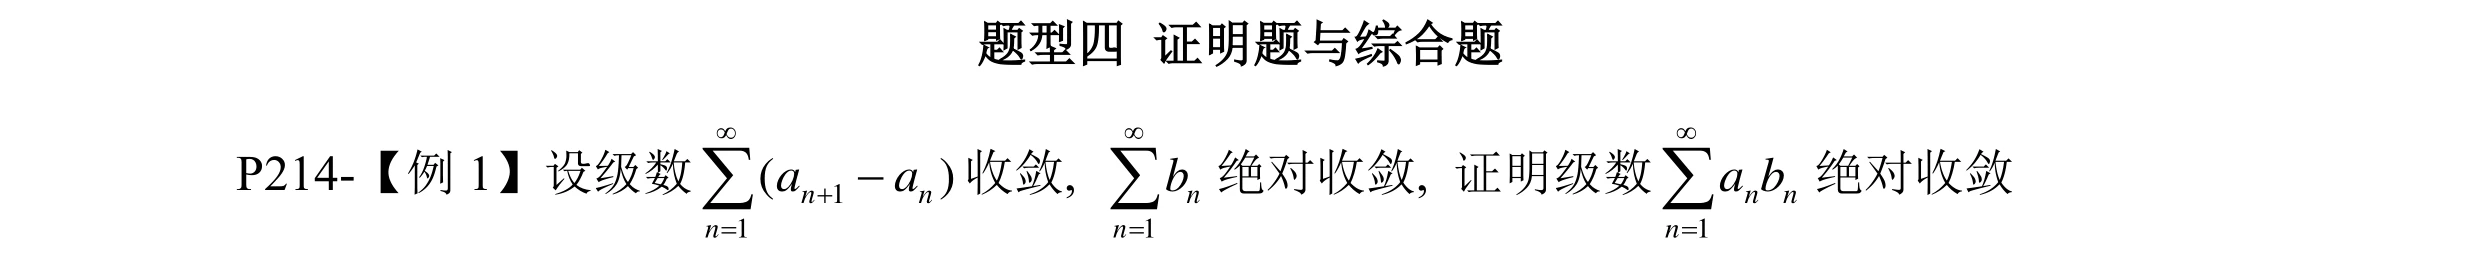 题型四 证明题与综合题
P214-【例 1】设级数 $\sum_{n=1}^{\infty}(a_{n+1}-a_n)$ 收敛, $\sum_{n=1}^{\infty}b_n$ 绝对收敛, 证明级数 $\sum_{n=1}^{\infty}a_n b_n$ 绝对收敛